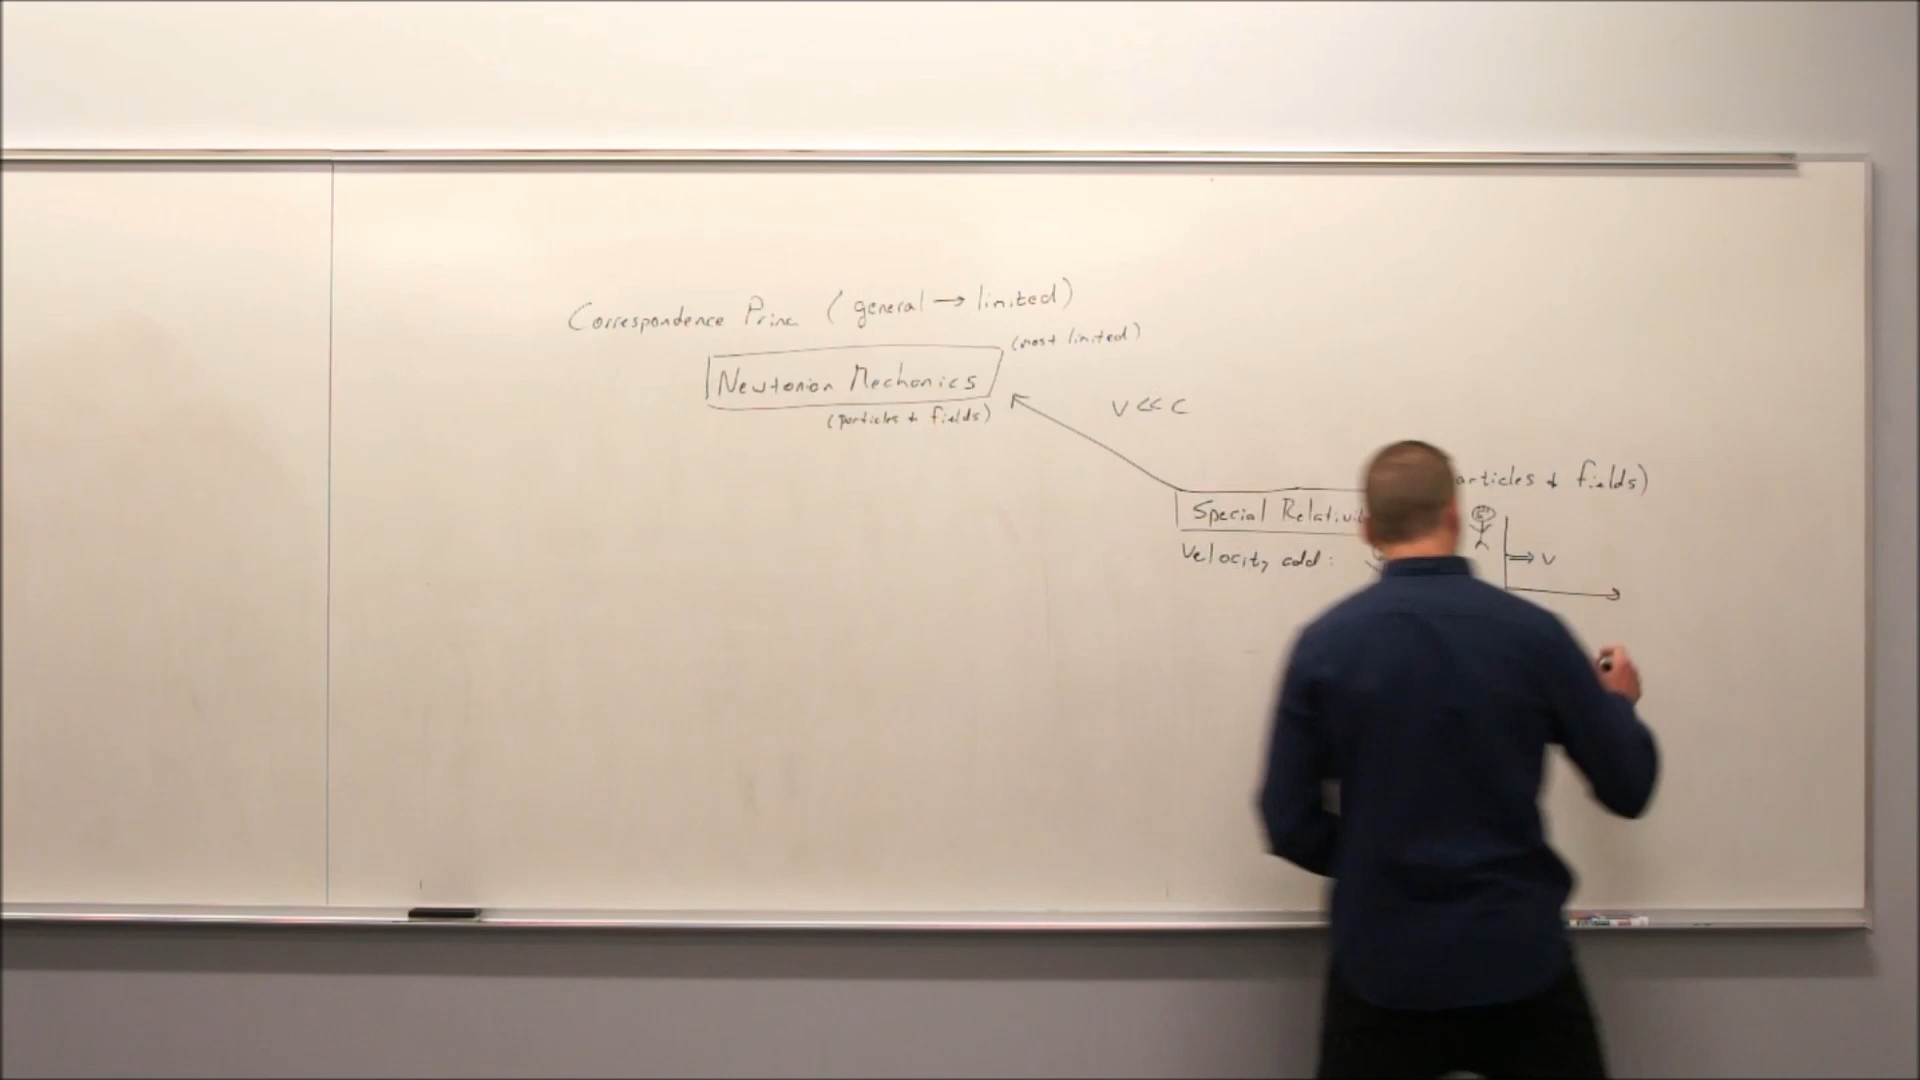 Correspondence Princ (general → limited)
(most limited)
Newtonian Mechanics
(particles + fields)
V << C
articles + fields)
Special Relativi
Velocity add:
V